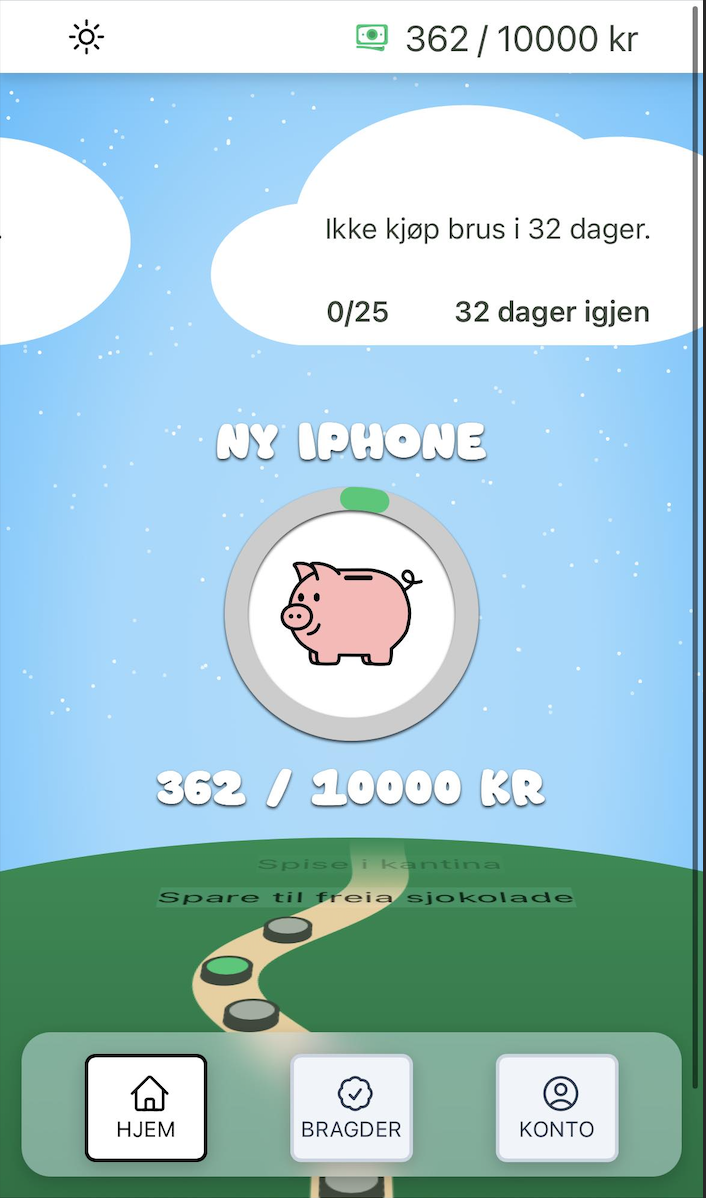 362 / 10000 kr
Ikke kjøp brus i 32 dager.
0/25 32 dager igjen
NY IPHONE
362 / 10000 KR
Spise i kantina
Spare til freia sjokolade
HJEM BRAGDER KONTO